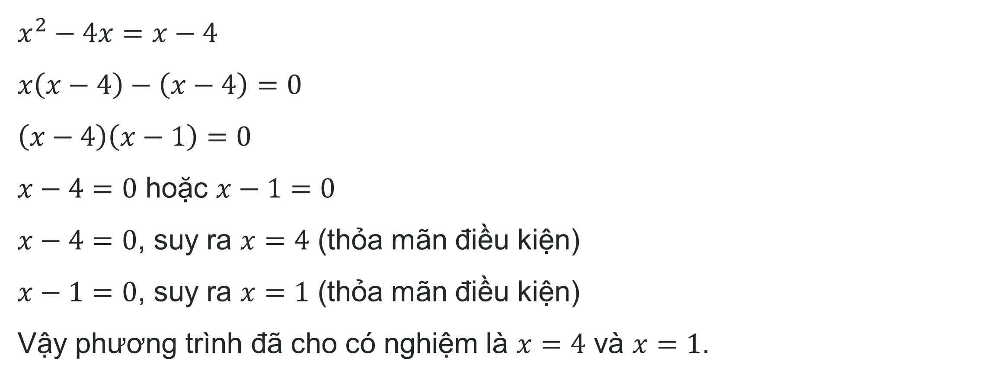 x² − 4x = x − 4
x(x − 4) − (x − 4) = 0
(x − 4)(x − 1) = 0
x − 4 = 0 hoặc x − 1 = 0
x − 4 = 0, suy ra x = 4 (thỏa mãn điều kiện)
x − 1 = 0, suy ra x = 1 (thỏa mãn điều kiện)
Vậy phương trình đã cho có nghiệm là x = 4 và x = 1.